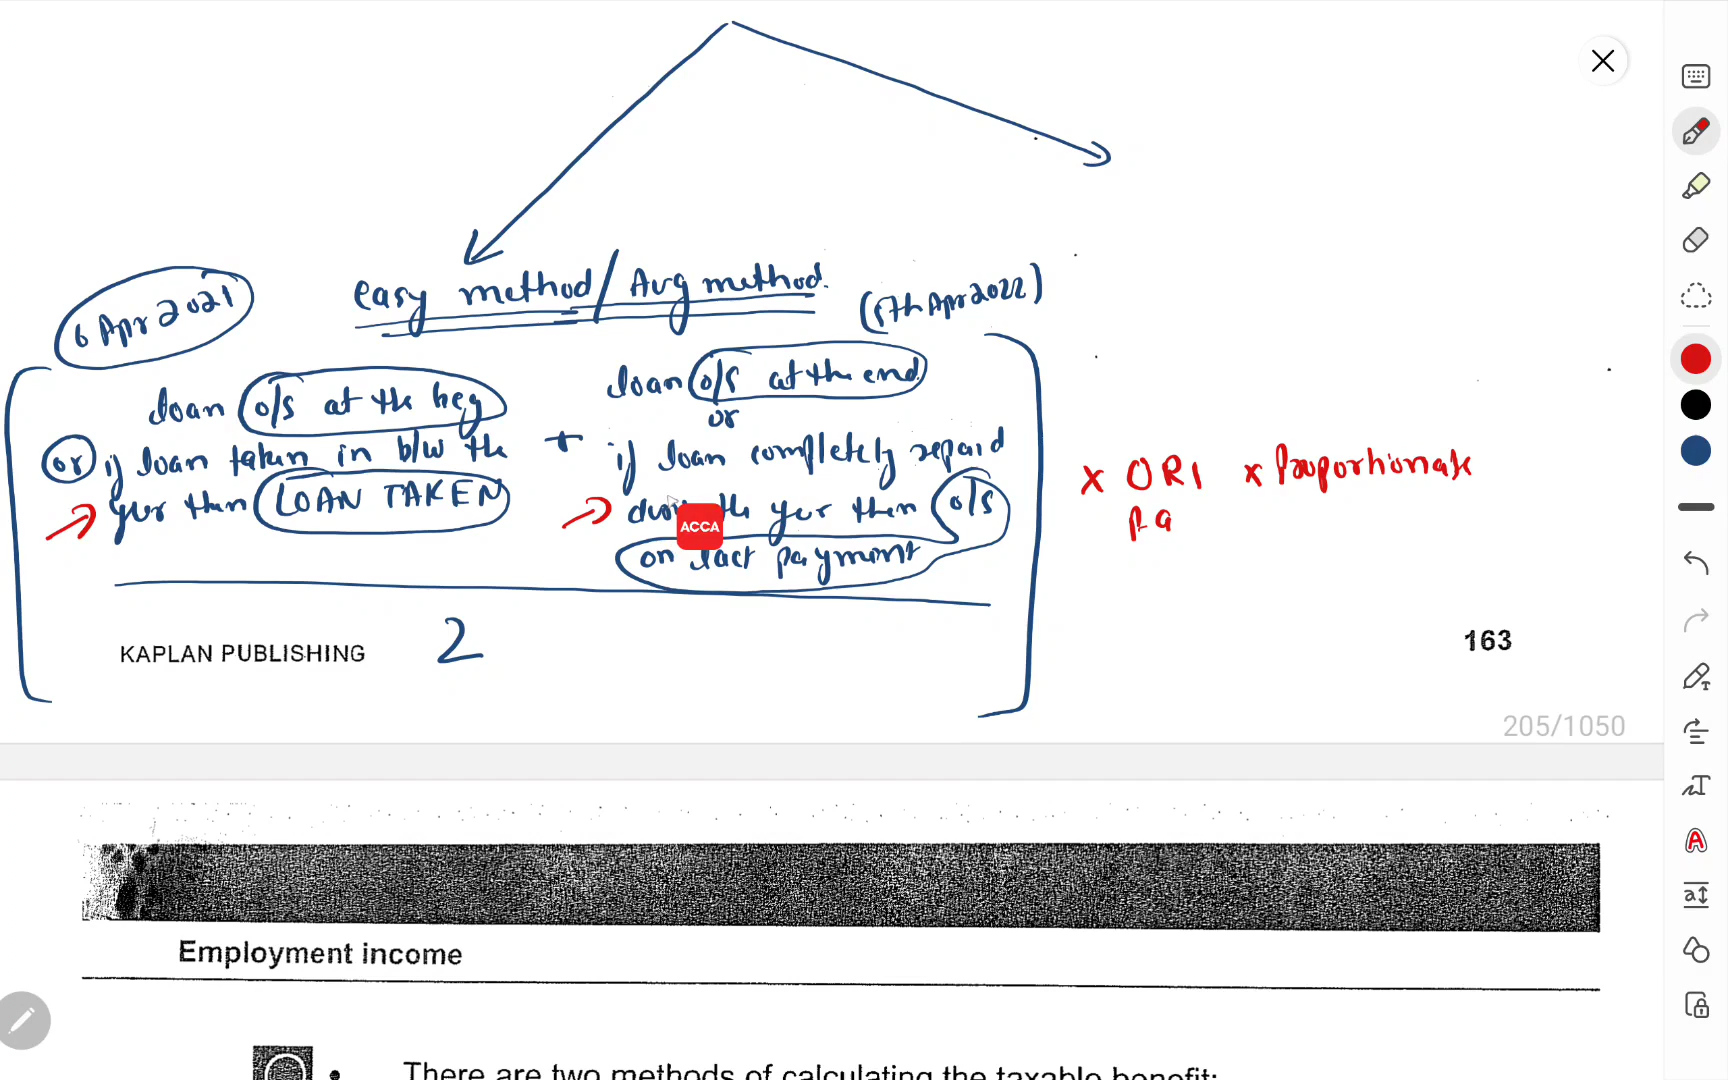 easy method / Avg method.
6 Apr 2021
(5th Apr 2022)
loan o/s at the beg
or if loan taken in b/w the
yer then LOAN TAKEN
+
loan o/s at the end
or
if loan completely repaid
the yer then o/s
on last payment
ACCA
2
x ORI x Proportionate
163
KAPLAN PUBLISHING
205/1050
Employment income
There are two methods of calculating the taxable benefit: